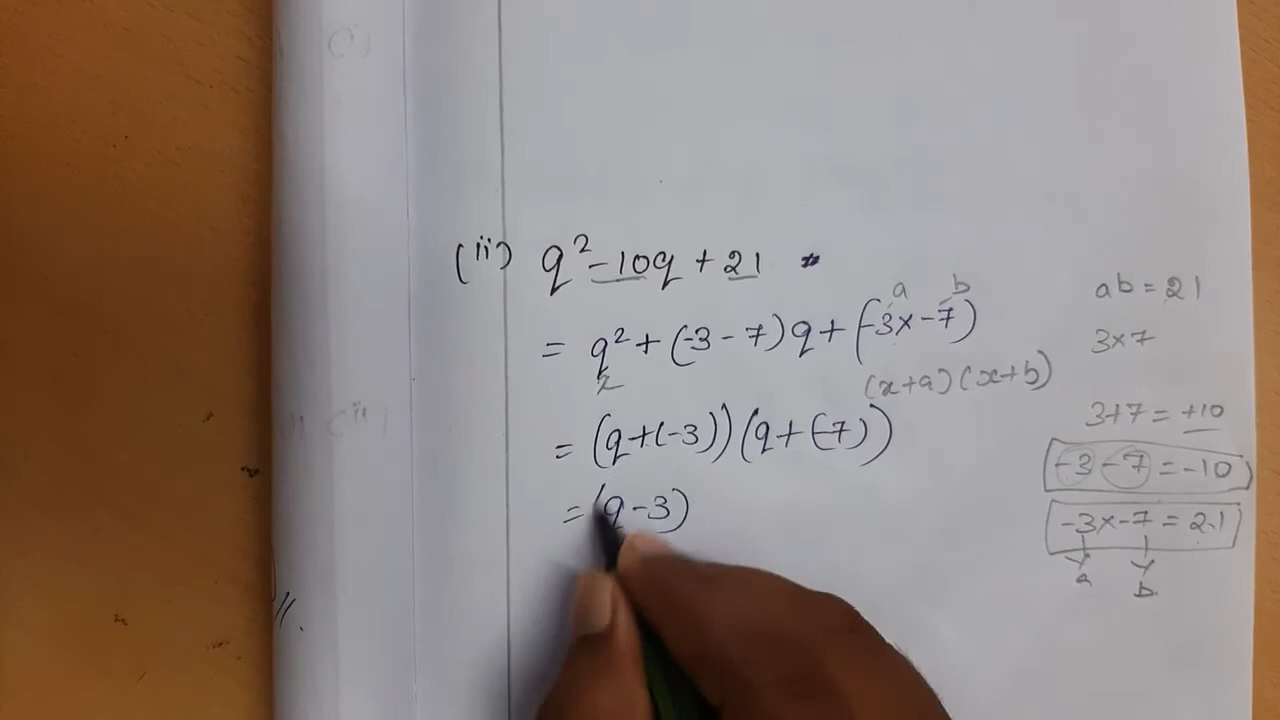 (i)
(ii) q² - 10q + 21
a b
= q² + (-3 - 7)q + (-3 × -7)
x
(x+a) (x+b)
= (q+(-3)) (q+(-7))
= (q - 3)
ab = 21
3×7
3+7 = +10
-3 - 7 = -10
-3× -7 = 21
a b
(ii)